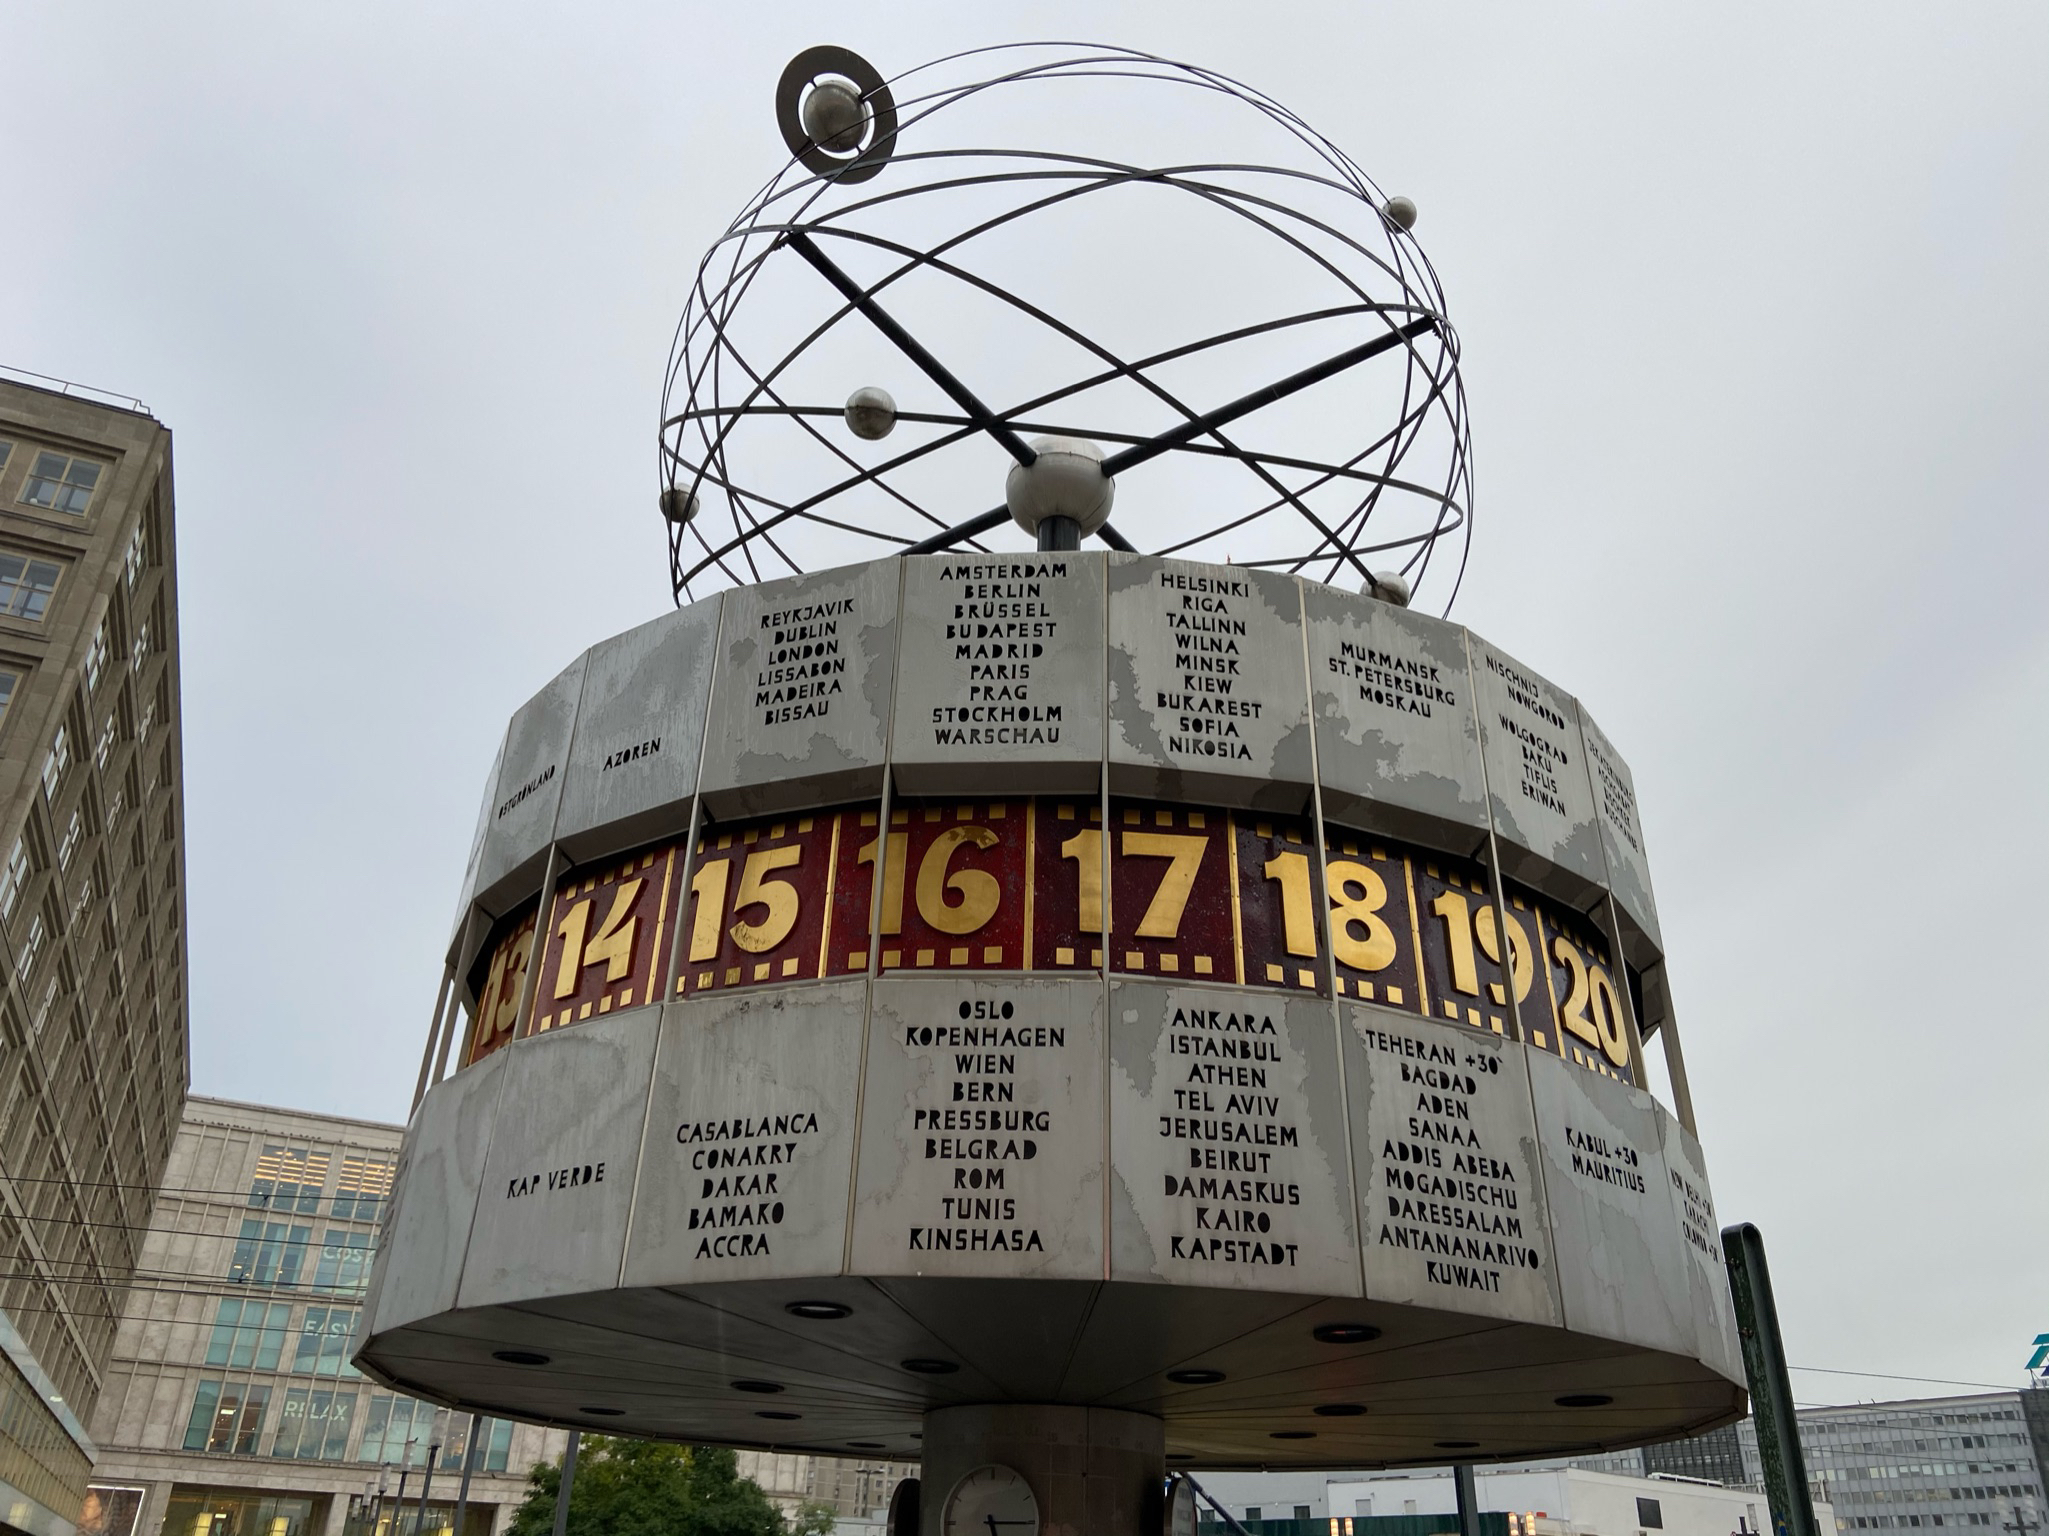 REYKJAVIK
DUBLIN
LONDON
LISSABON
MADEIRA
BISSAU
AMSTERDAM
BERLIN
BRÜSSEL
BUDAPEST
MADRID
PARIS
PRAG
STOCKHOLM
WARSCHAU
HELSINKI
RIGA
TALLINN
WILNA
MINSK
KIEW
BUKAREST
SOFIA
NIKOSIA
MURMANSK
ST. PETERSBURG
MOSKAU
NISCHNIJ
NOWGOROD
WOLGOGRAD
BAKU
TIFLIS
ERIWAN
OSTGRØNLAND
AZOREN
13 14 15 16 17 18 19 20
KAP VERDE
CASABLANCA
CONAKRY
DAKAR
BAMAKO
ACCRA
OSLO
KOPENHAGEN
WIEN
BERN
PRESSBURG
BELGRAD
ROM
TUNIS
KINSHASA
ANKARA
ISTANBUL
ATHEN
TEL AVIV
JERUSALEM
BEIRUT
DAMASKUS
KAIRO
KAPSTADT
TEHERAN +30
BAGDAD
ADEN
SANAA
ADDIS ABEBA
MOGADISCHU
DARESSALAM
ANTANANARIVO
KUWAIT
KABUL +30
MAURITIUS
COSY
EASY
RELAX